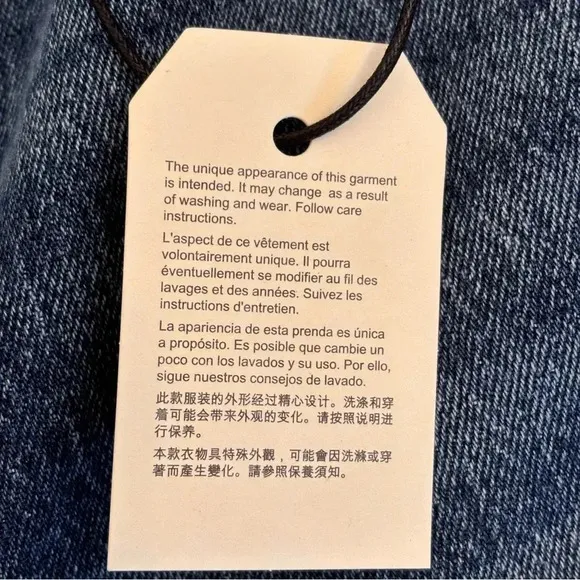 The unique appearance of this garment
is intended. It may change as a result
of washing and wear. Follow care
instructions.
L'aspect de ce vêtement est
volontairement unique. Il pourra
éventuellement se modifier au fil des
lavages et des années. Suivez les
instructions d'entretien.
La apariencia de esta prenda es única
a propósito. Es posible que cambie un
poco con los lavados y su uso. Por ello,
sigue nuestros consejos de lavado.
此款服装的外形经过精心设计。洗涤和穿
着可能会带来外观的变化。请按照说明进
行保养。
本款衣物具特殊外觀，可能會因洗滌或穿
著而產生變化。請參照保養須知。